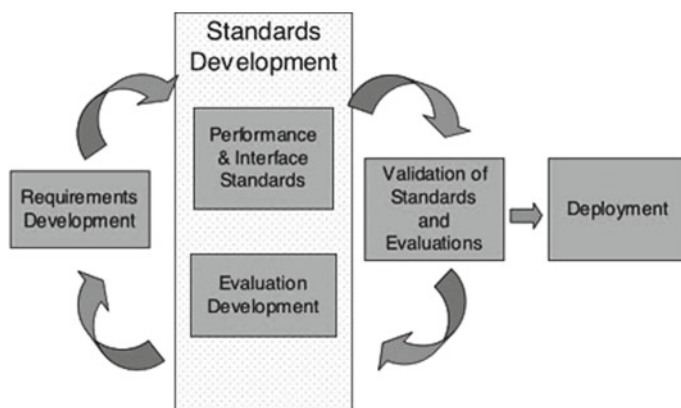 Standards
Development
Performance
& Interface
Standards
Requirements
Development
Validation of
Standards
and
Evaluations
Deployment
Evaluation
Development